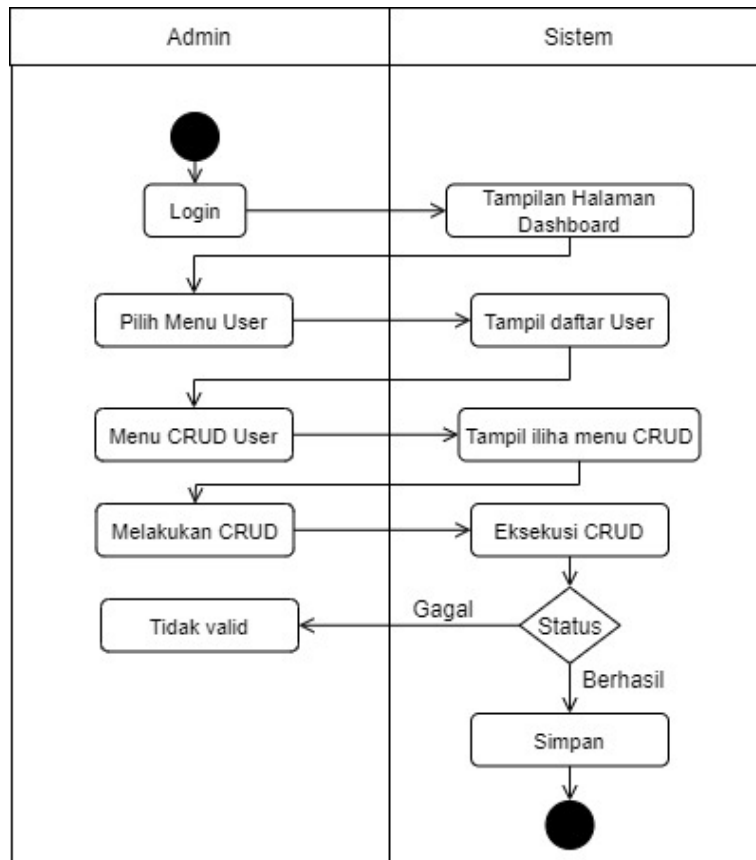 Admin
Sistem
Login
Tampilan Halaman
Dashboard
Pilih Menu User
Tampil daftar User
Menu CRUD User
Tampil iliha menu CRUD
Melakukan CRUD
Eksekusi CRUD
Tidak valid
Gagal
Status
Berhasil
Simpan